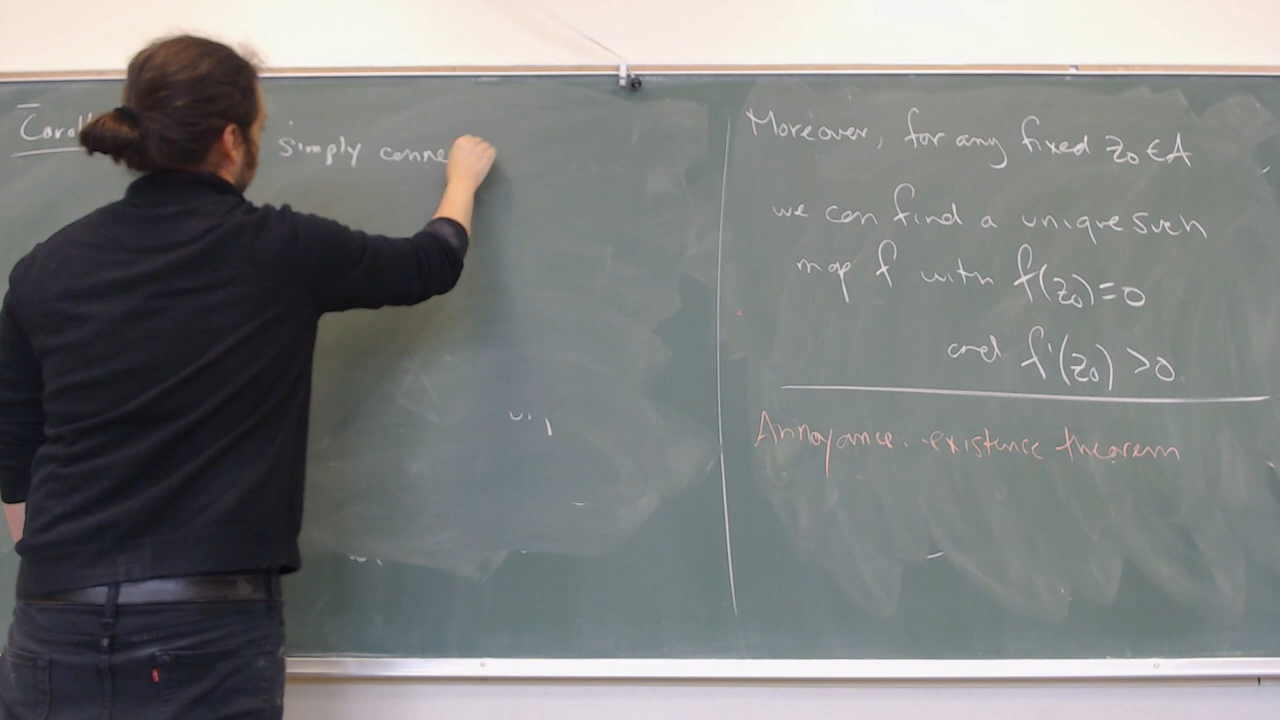 simply conne
Moreover, for any fixed z₀ ∈ A
we can find a unique such
map f with f(z₀)=0
and f'(z₀) >0.
Annoyance: existence theorem